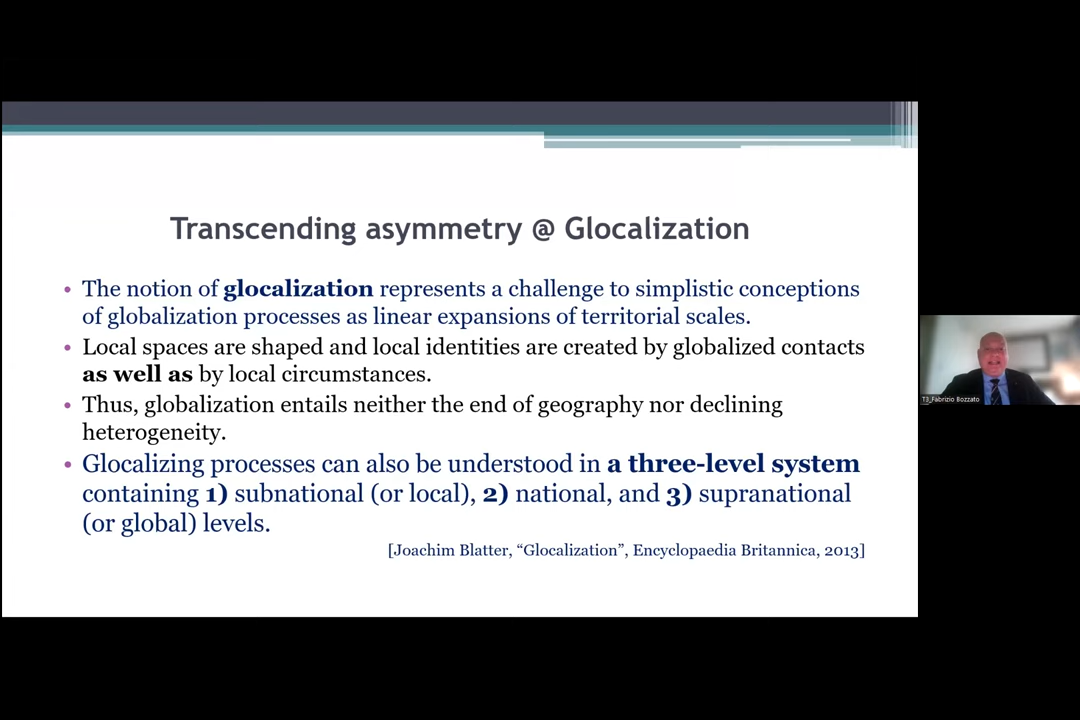 Transcending asymmetry @ Glocalization
• The notion of glocalization represents a challenge to simplistic conceptions
of globalization processes as linear expansions of territorial scales.
• Local spaces are shaped and local identities are created by globalized contacts
as well as by local circumstances.
• Thus, globalization entails neither the end of geography nor declining
heterogeneity.
• Glocalizing processes can also be understood in a three-level system
containing 1) subnational (or local), 2) national, and 3) supranational
(or global) levels.
[Joachim Blatter, “Glocalization”, Encyclopaedia Britannica, 2013]
T3_Fabrizio Bozzato